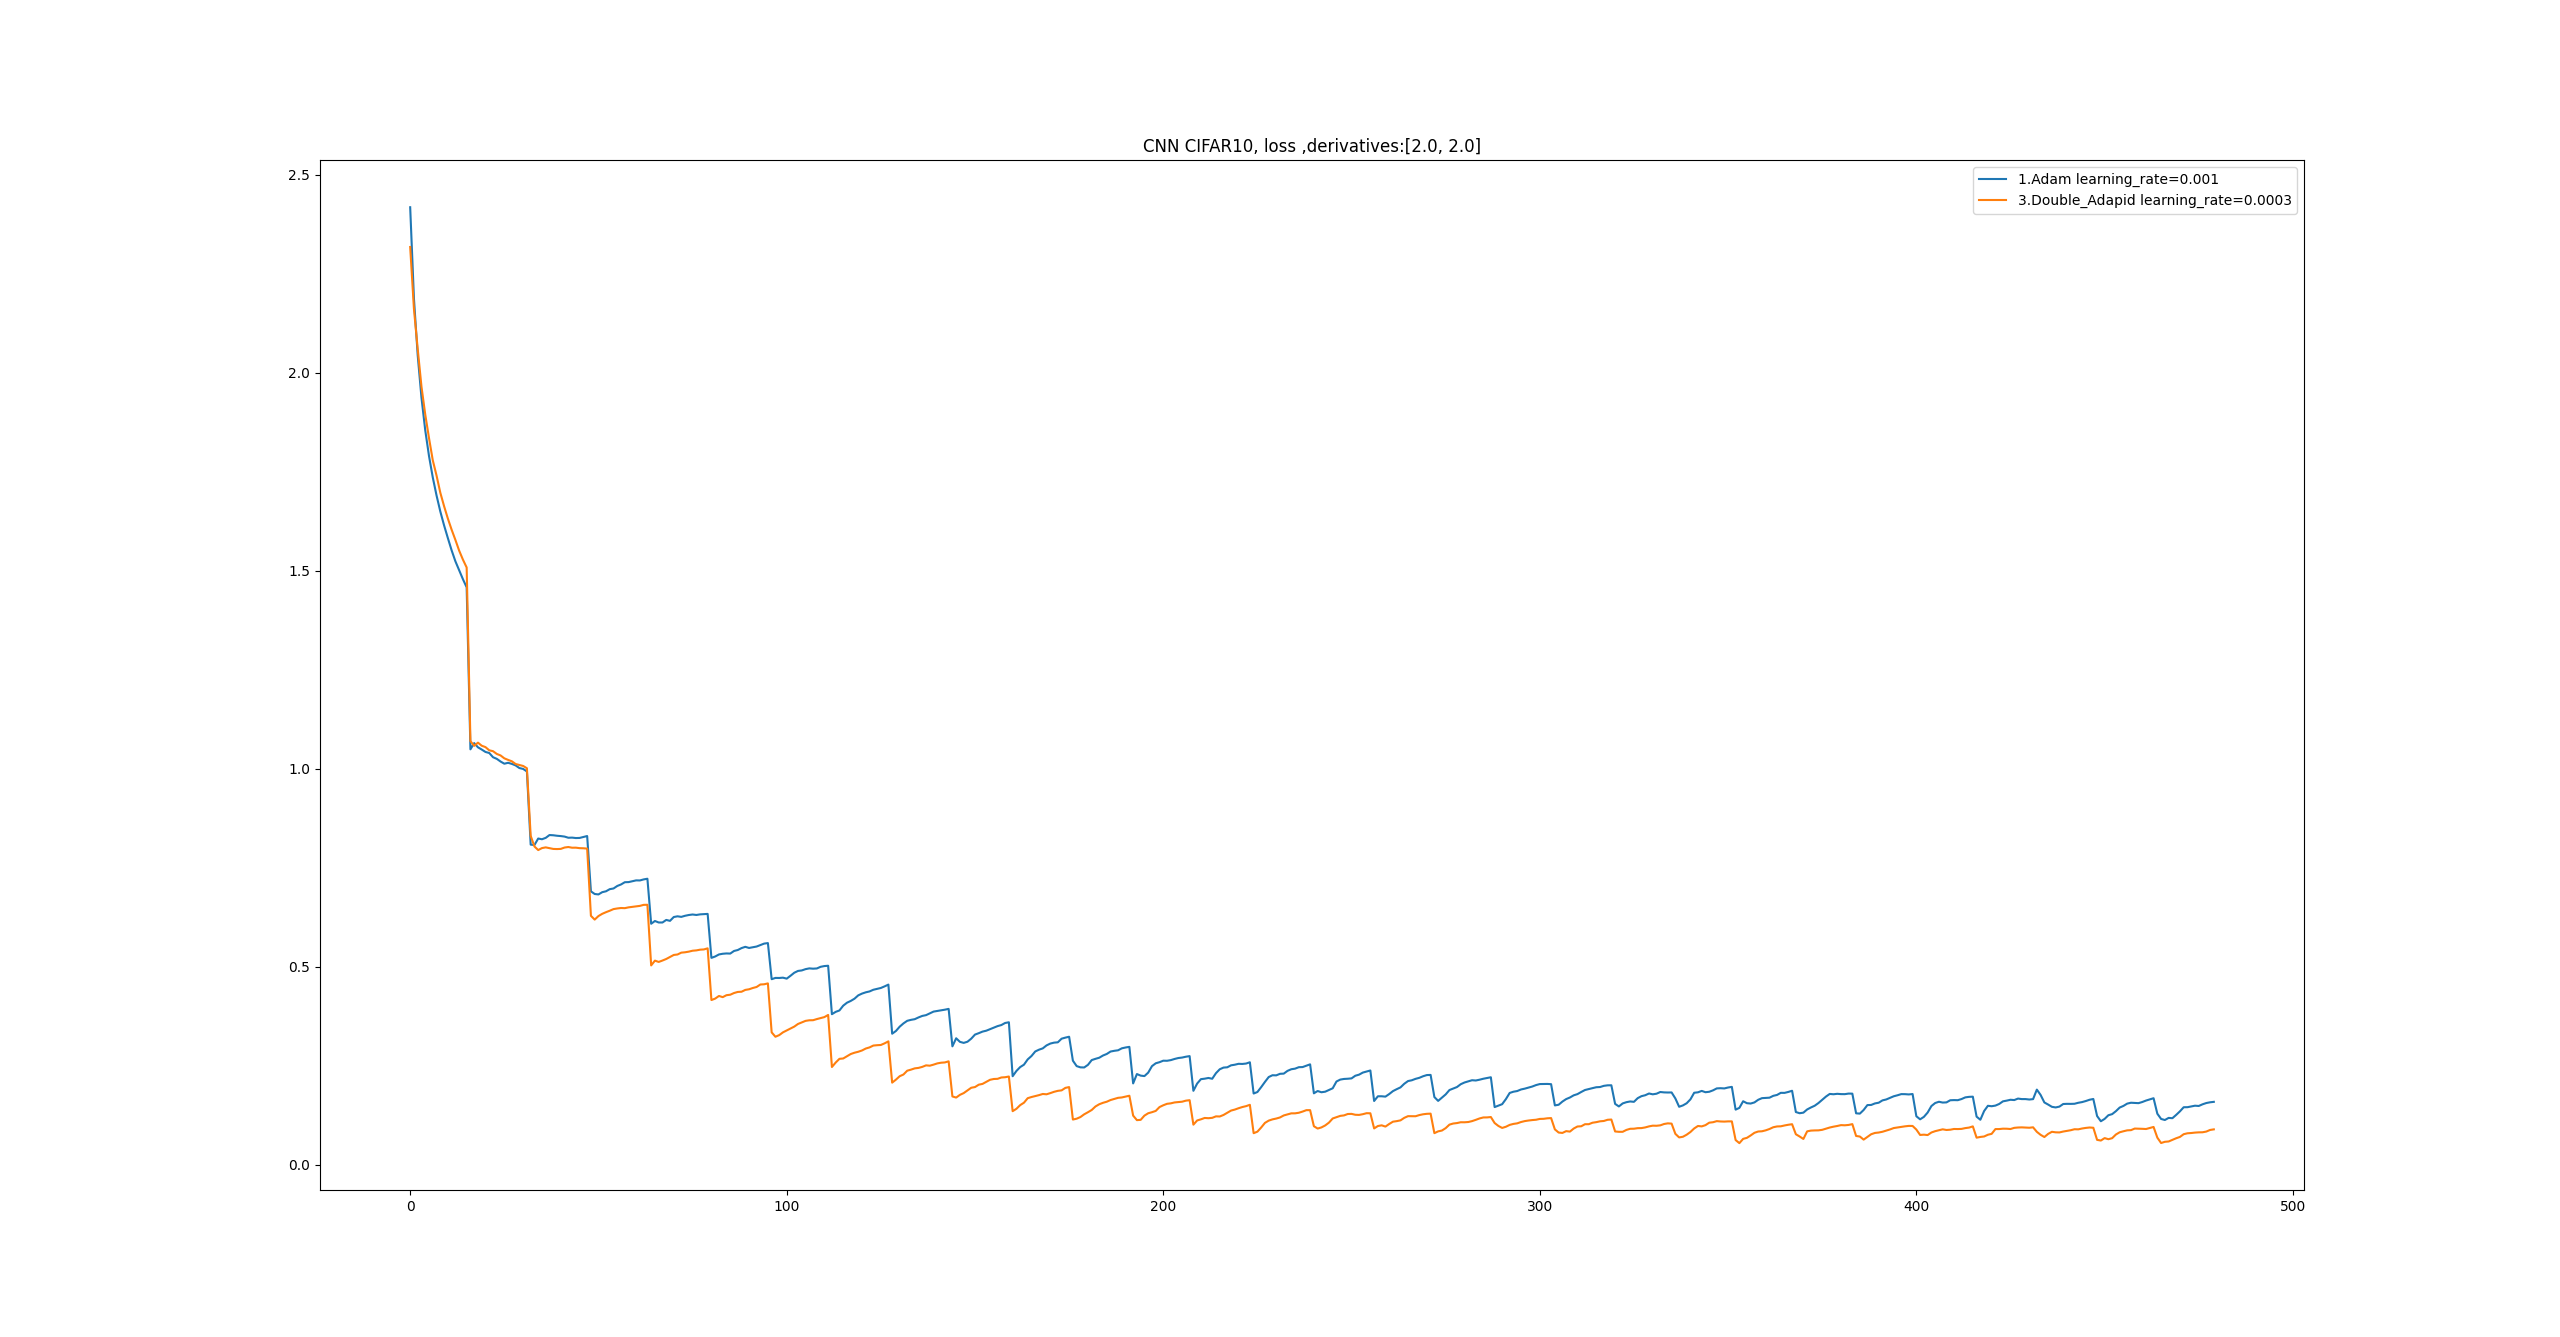 CNN CIFAR10, loss ,derivatives:[2.0, 2.0]
2.5
1.Adam learning_rate=0.001
3.Double_Adapid learning_rate=0.0003
2.0
1.5
1.0
0.5
0.0
0 100 200 300 400 500